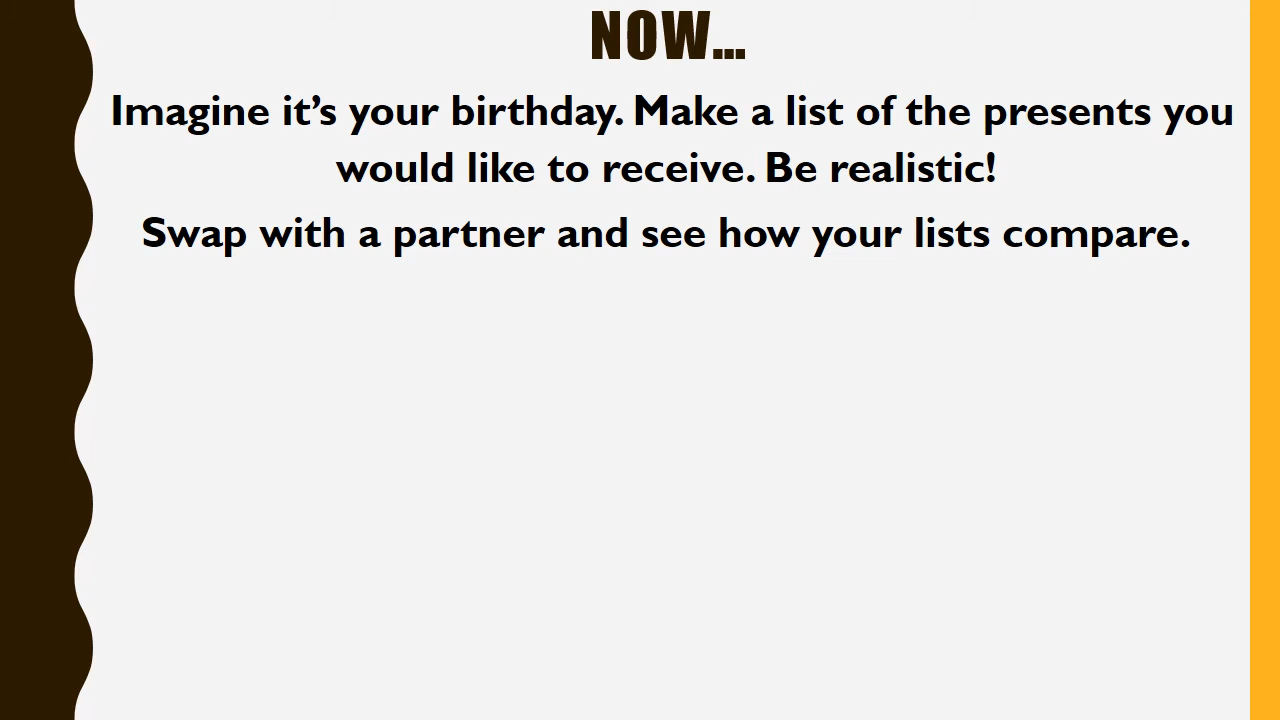 NOW...
Imagine it’s your birthday. Make a list of the presents you
would like to receive. Be realistic!
Swap with a partner and see how your lists compare.